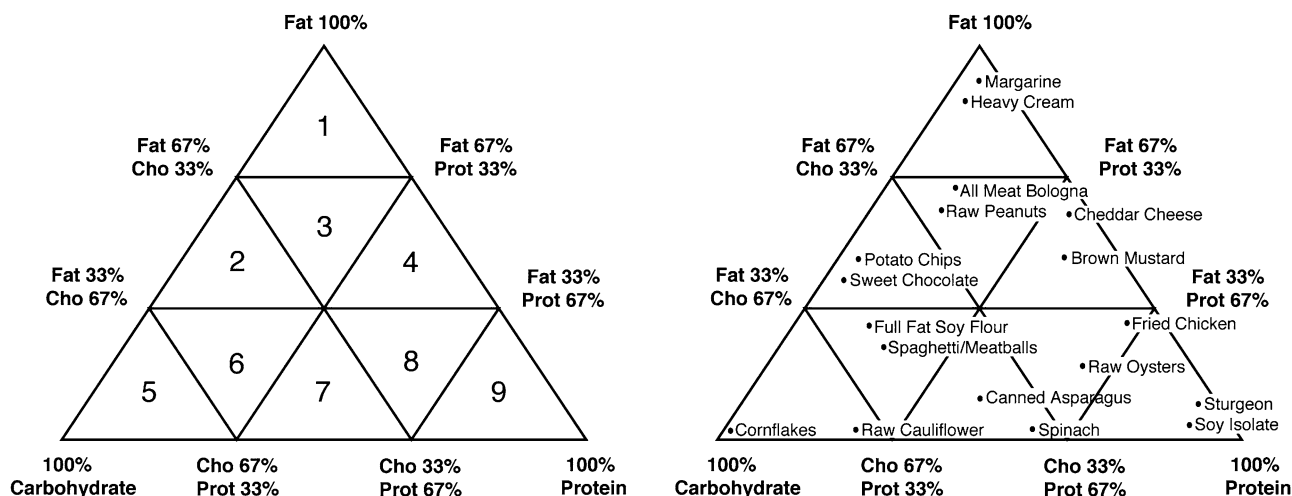 Fat 100%
1
Fat 67%
Cho 33%
Fat 67%
Prot 33%
3
2
4
Fat 33%
Cho 67%
Fat 33%
Prot 67%
6
8
5
7
9
100%
Carbohydrate
Cho 67%
Prot 33%
Cho 33%
Prot 67%
100%
Protein
Fat 100%
Margarine
Heavy Cream
Fat 67%
Cho 33%
Fat 67%
Prot 33%
All Meat Bologna
Raw Peanuts
Cheddar Cheese
Potato Chips
Brown Mustard
Sweet Chocolate
Fat 33%
Cho 67%
Fat 33%
Prot 67%
Full Fat Soy Flour
Fried Chicken
Spaghetti/Meatballs
Raw Oysters
Canned Asparagus
Sturgeon
Soy Isolate
Cornflakes
Raw Cauliflower
Spinach
100%
Carbohydrate
Cho 67%
Prot 33%
Cho 33%
Prot 67%
100%
Protein